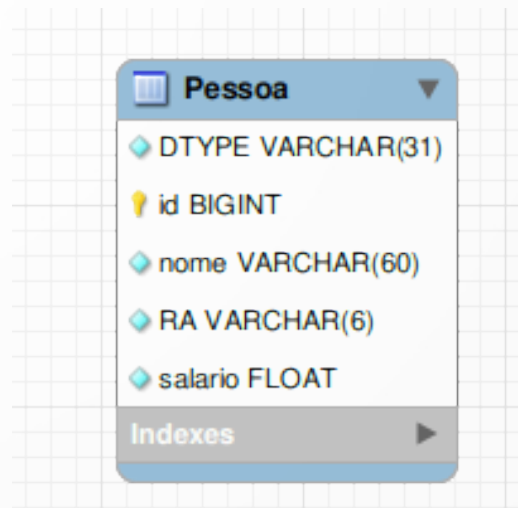 Pessoa
DTYPE VARCHAR(31)
id BIGINT
nome VARCHAR(60)
RA VARCHAR(6)
salario FLOAT
Indexes